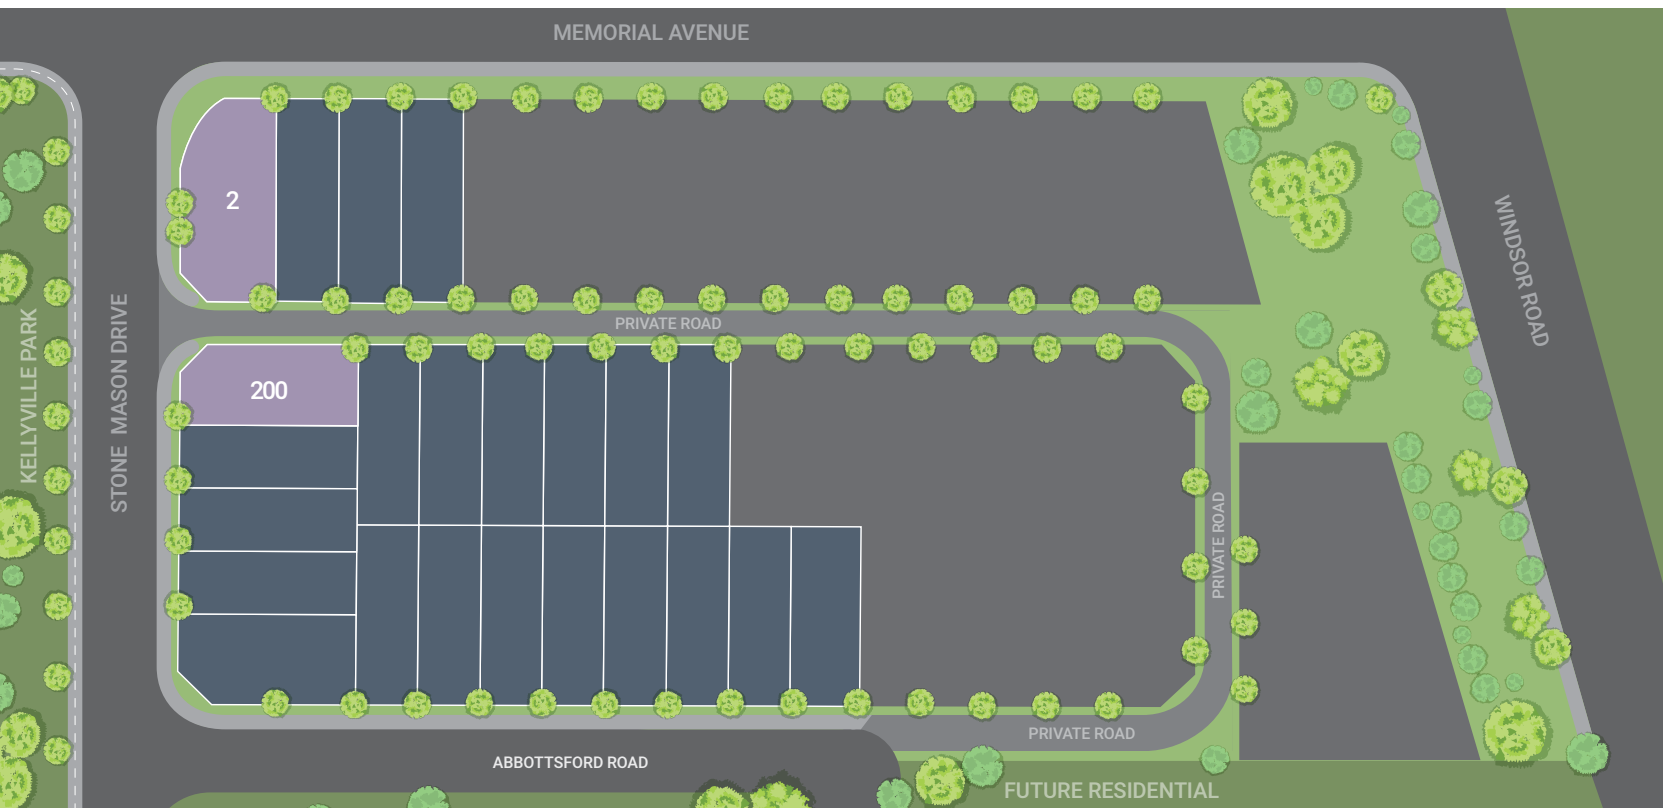 MEMORIAL AVENUE
2
WINDSOR ROAD
PRIVATE ROAD
KELLYVILLE PARK
STONE MASON DRIVE
200
PRIVATE ROAD
PRIVATE ROAD
ABBOTTSFORD ROAD
FUTURE RESIDENTIAL